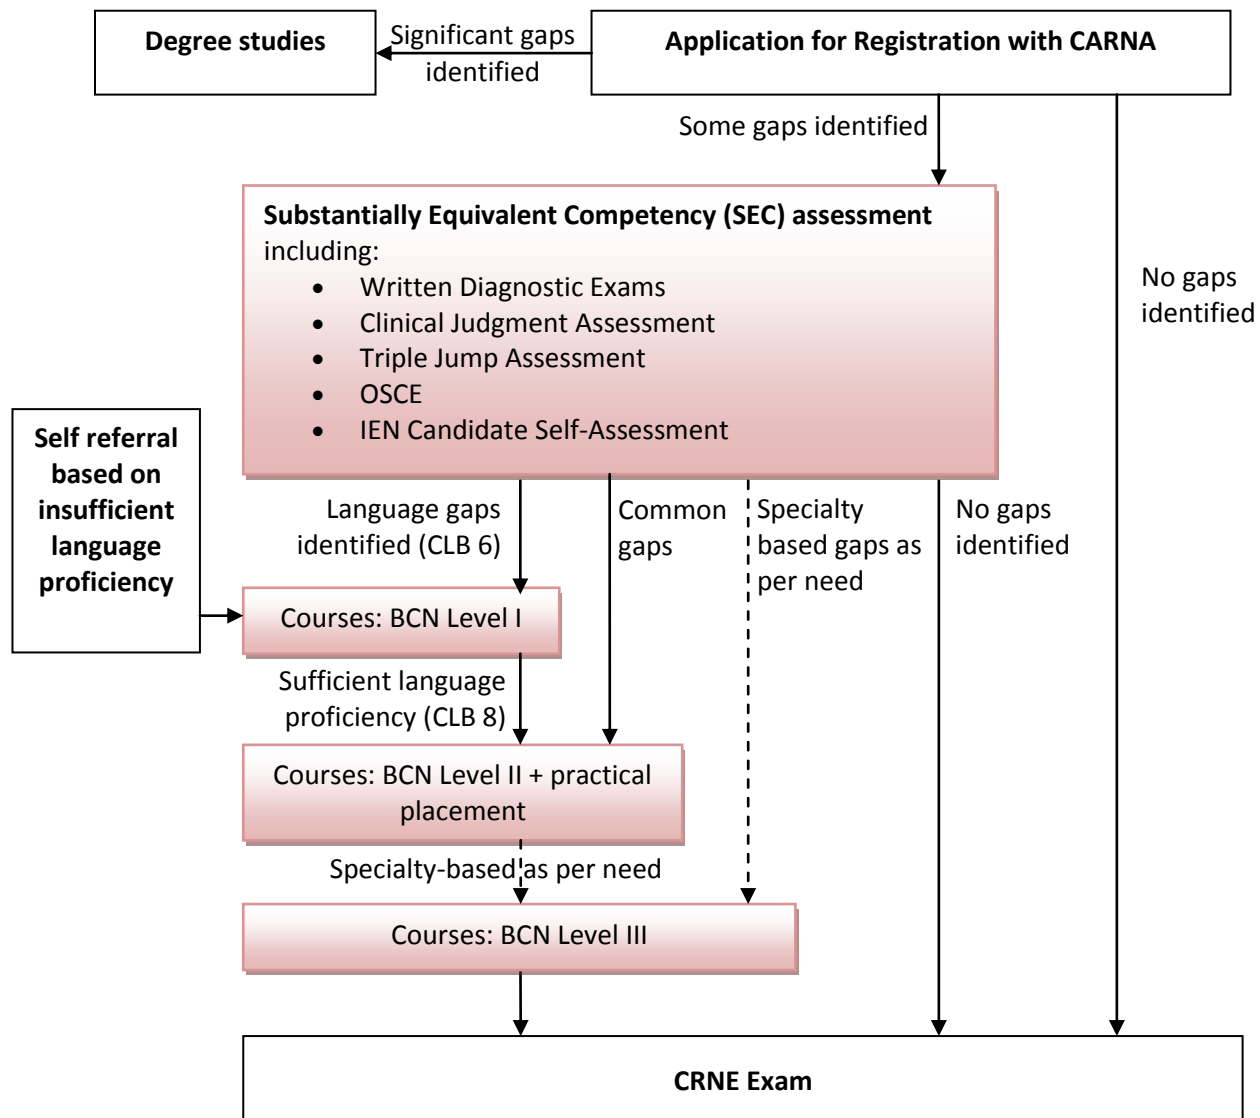 Degree studies
Significant gaps
identified
Application for Registration with CARNA
Some gaps identified
No gaps
identified
Substantially Equivalent Competency (SEC) assessment
including:
• Written Diagnostic Exams
• Clinical Judgment Assessment
• Triple Jump Assessment
• OSCE
• IEN Candidate Self-Assessment
Self referral
based on
insufficient
language
proficiency
Language gaps
identified (CLB 6)
Common
gaps
Specialty
based gaps as
per need
No gaps
identified
Courses: BCN Level I
Sufficient language
proficiency (CLB 8)
Courses: BCN Level II + practical
placement
Specialty-based as per need
Courses: BCN Level III
CRNE Exam